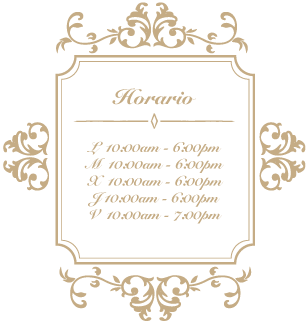 Horario
L 10:00am - 6:00pm
M 10:00am - 6:00pm
X 10:00am - 6:00pm
J 10:00am - 6:00pm
V 10:00am - 7:00pm